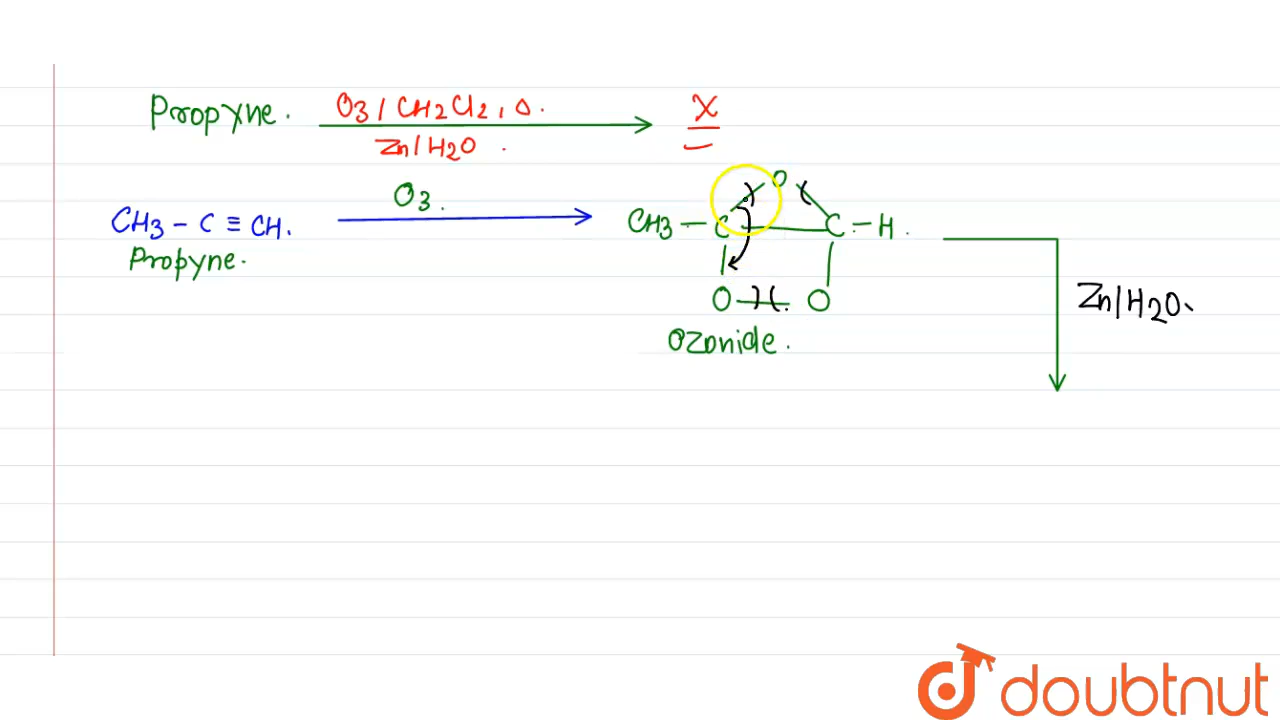 Propyne. O3 / CH2Cl2, O. X
Zn/H2O .
CH3 - C ≡ CH. O3. CH3 - C - C - H .
O
Propyne. O - O
Zn/H2O.
Ozonide.
doubtnut